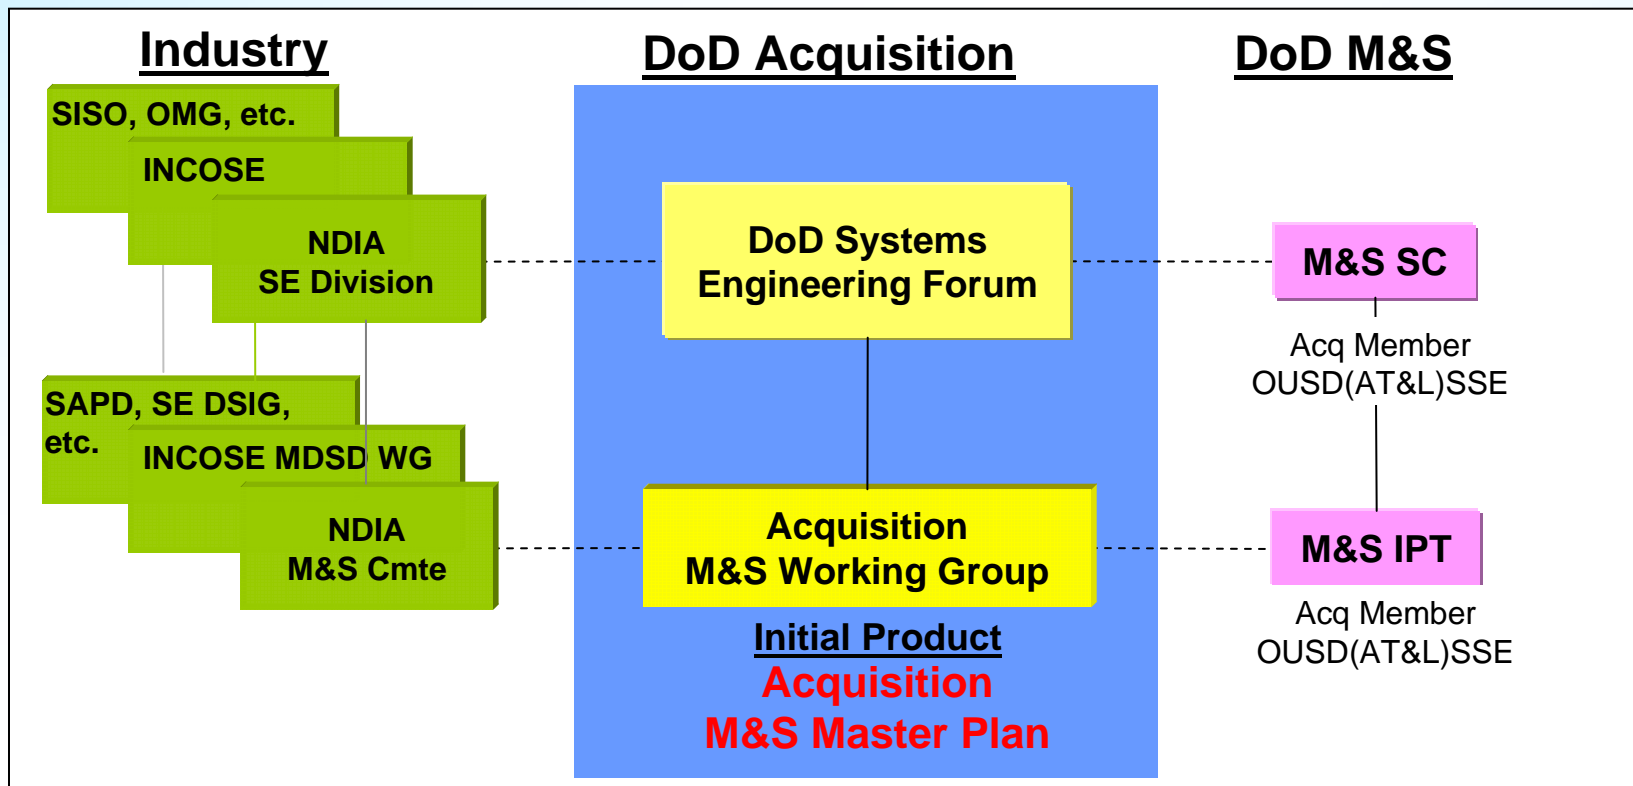 Industry
DoD Acquisition
DoD M&S
SISO, OMG, etc.
INCOSE
NDIA
SE Division
DoD Systems
Engineering Forum
M&S SC
Acq Member
OUSD(AT&L)SSE
SAPD, SE DSIG,
etc.
INCOSE MDSD WG
NDIA
M&S Cmte
Acquisition
M&S Working Group
M&S IPT
Acq Member
OUSD(AT&L)SSE
Initial Product
Acquisition
M&S Master Plan